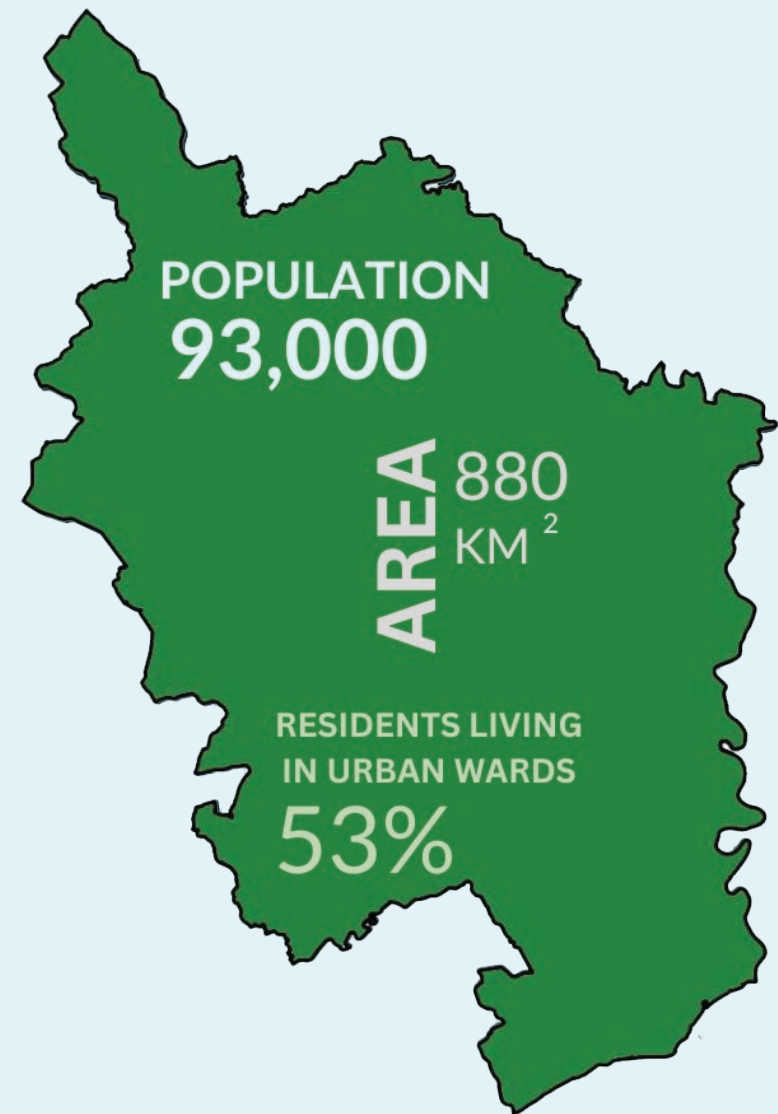 POPULATION
93,000
AREA
880
KM ²
RESIDENTS LIVING
IN URBAN WARDS
53%